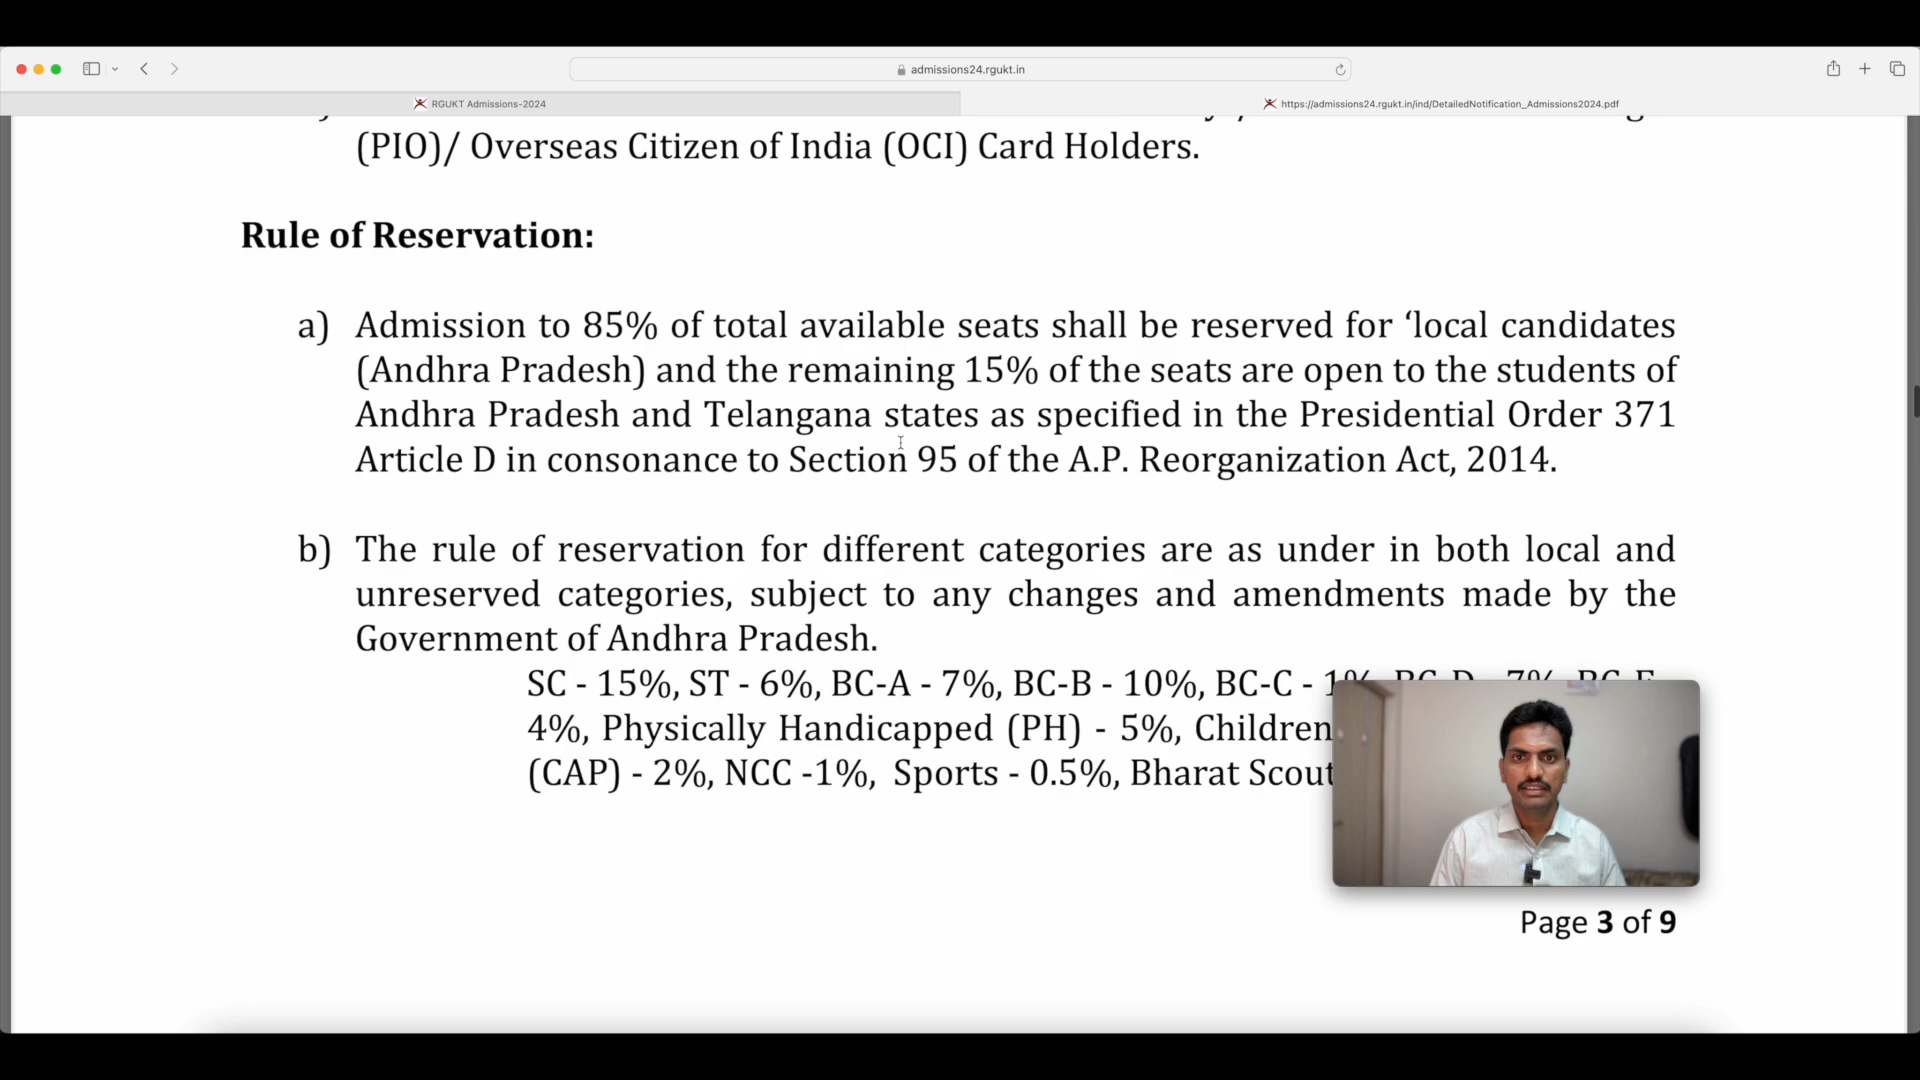 admissions24.rgukt.in
RGUKT Admissions-2024
https://admissions24.rgukt.in/ind/DetailedNotification_Admissions2024.pdf
(PIO)/ Overseas Citizen of India (OCI) Card Holders.
Rule of Reservation:
a) Admission to 85% of total available seats shall be reserved for ‘local candidates
(Andhra Pradesh) and the remaining 15% of the seats are open to the students of
Andhra Pradesh and Telangana states as specified in the Presidential Order 371
Article D in consonance to Section 95 of the A.P. Reorganization Act, 2014.
b) The rule of reservation for different categories are as under in both local and
unreserved categories, subject to any changes and amendments made by the
Government of Andhra Pradesh.
SC - 15%, ST - 6%, BC-A - 7%, BC-B - 10%, BC-C - 1%, BC-D - 7%, BC-E -
4%, Physically Handicapped (PH) - 5%, Children
(CAP) - 2%, NCC -1%, Sports - 0.5%, Bharat Scout
Page 3 of 9